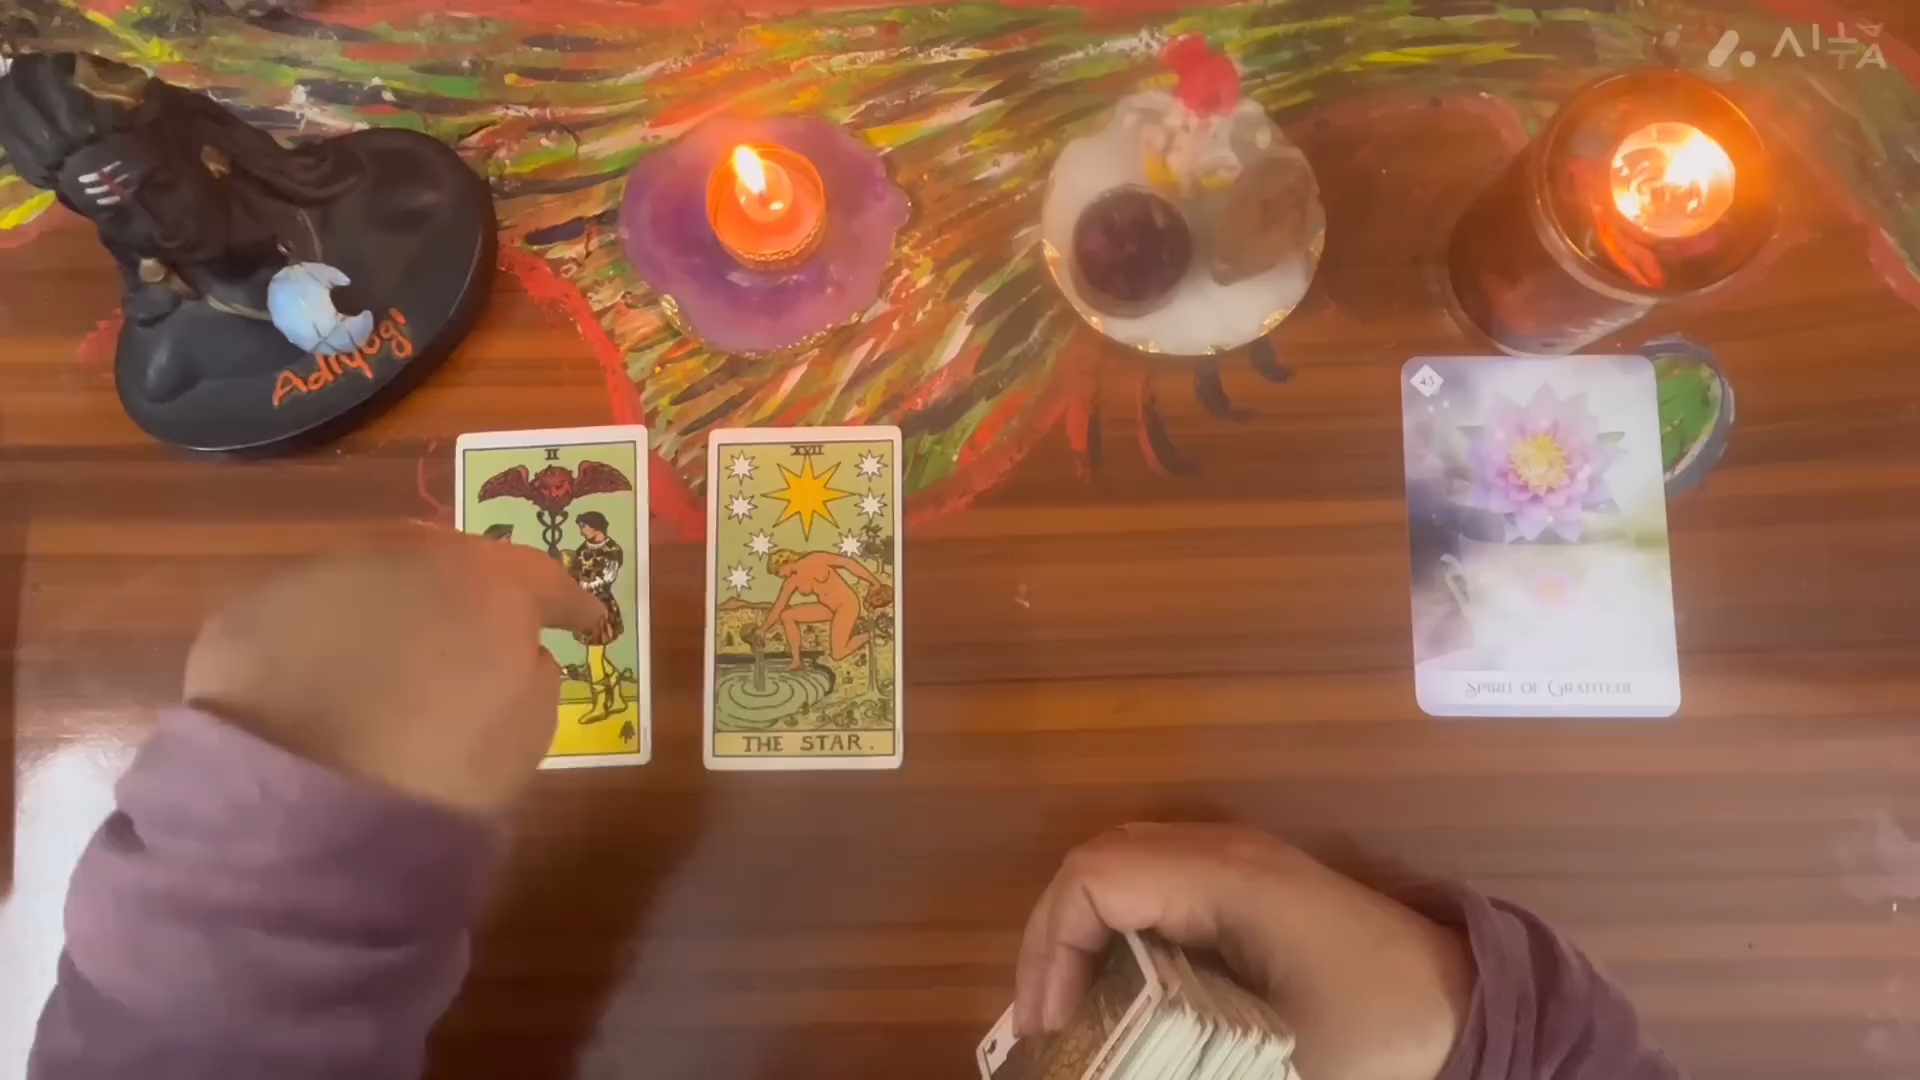 Adiyogi
II
XVII
THE STAR.
43
SPIRIT OF GRATITUDE